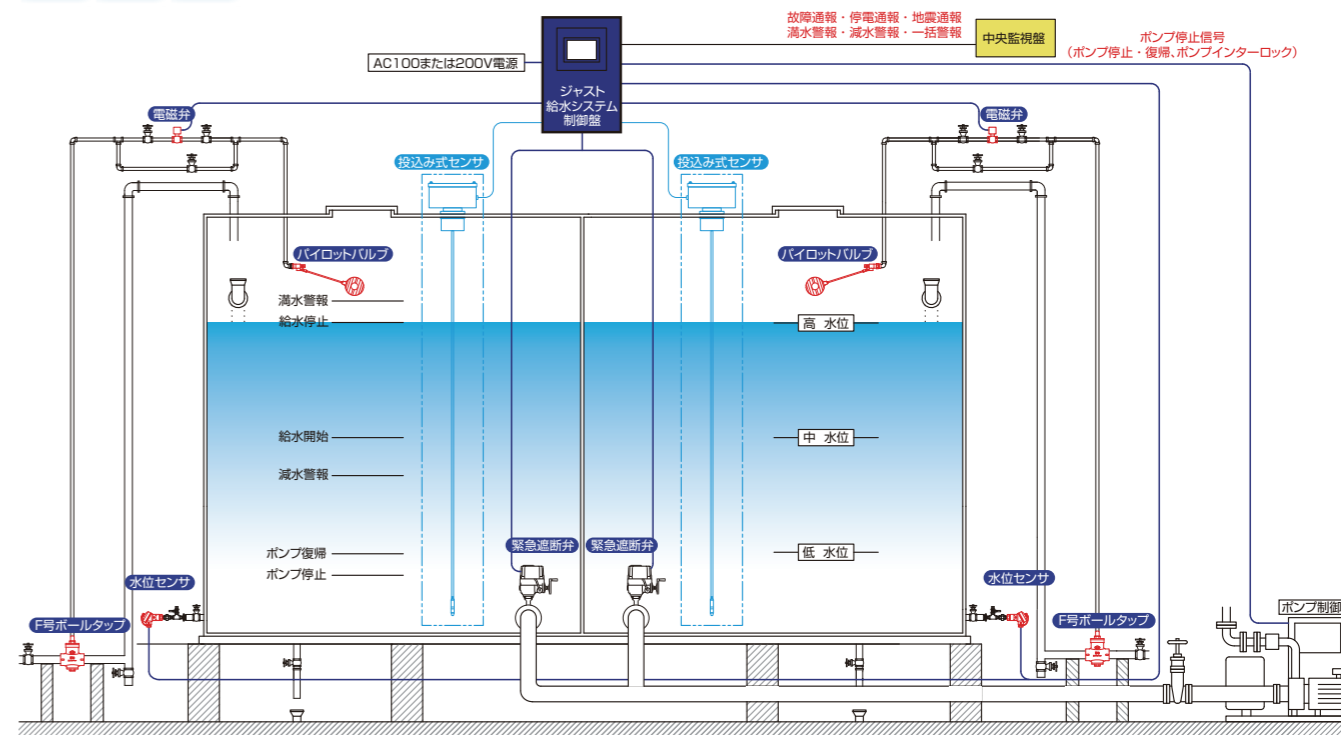 故障通報・停電通報・地震通報
満水警報・減水警報・一括警報
中央監視盤
ポンプ停止信号
(ポンプ停止・復帰、ポンプインターロック)
AC100または200V電源
ジャスト
給水システム
制御盤
電磁弁
電磁弁
投込み式センサ
投込み式センサ
パイロットバルブ
パイロットバルブ
満水警報
給水停止
高 水位
給水開始
中 水位
減水警報
緊急遮断弁
緊急遮断弁
ポンプ復帰
低 水位
ポンプ停止
水位センサ
水位センサ
F号ボールタップ
F号ボールタップ
ポンプ制御